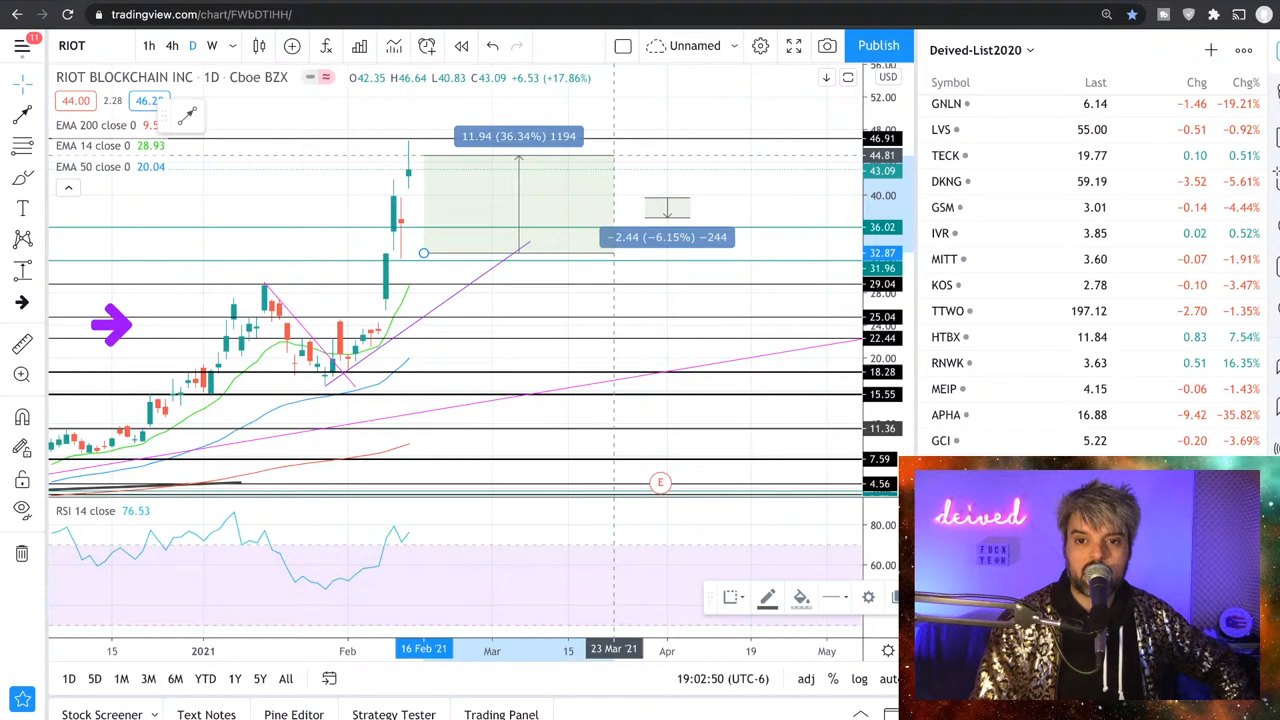 tradingview.com/chart/FWbDTIHH/
11
RIOT
1h 4h D W
Unnamed
Publish
RIOT BLOCKCHAIN INC • 1D • Cboe BZX
O42.35 H46.64 L40.83 C43.09 +6.53 (+17.86%)
USD
44.00 2.28
EMA 200 close 0
EMA 14 close 0
EMA 50 close 0 20.04
11.94 (36.34%) 1194
−2.44 (−6.15%) −244
56.00
52.00
48.00
46.91
44.81
43.09
40.00
36.02
32.87
31.96
29.04
28.00
25.04
24.00
22.44
20.00
18.28
15.55
11.36
7.59
4.56
E
RSI 14 close 76.53
80.00
60.00
15 2021 Feb 16 Feb '21 Mar 15 23 Mar '21 Apr 19 May
1D 5D 1M 3M 6M YTD 1Y 5Y All
19:02:50 (UTC-6) adj % log
Stock Screener Text Notes Pine Editor Strategy Tester Trading Panel
Deived-List2020
Symbol Last Chg Chg%
GNLN 6.14 −1.46 −19.21%
LVS 55.00 −0.51 −0.92%
TECK 19.77 0.10 0.51%
DKNG 59.19 −3.52 −5.61%
GSM 3.01 −0.14 −4.44%
IVR 3.85 0.02 0.52%
MITT 3.60 −0.07 −1.91%
KOS 2.78 −0.10 −3.47%
TTWO 197.12 −2.70 −1.35%
HTBX 11.84 0.83 7.54%
RNWK 3.63 0.51 16.35%
MEIP 4.15 −0.06 −1.43%
APHA 16.88 −9.42 −35.82%
GCI 5.22 −0.20 −3.69%
deived
FUCK
YEAH